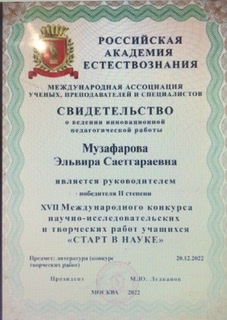 РОССИЙСКАЯ
АКАДЕМИЯ
ЕСТЕСТВОЗНАНИЯ
МЕЖДУНАРОДНАЯ АССОЦИАЦИЯ
УЧЕНЫХ, ПРЕПОДАВАТЕЛЕЙ И СПЕЦИАЛИСТОВ
СВИДЕТЕЛЬСТВО
о ведении инновационной
педагогической работы
Музафарова
Эльвира Саетгараевна
является руководителем
победителя II степени
XVII Международного конкурса
научно-исследовательских
и творческих работ учащихся
«СТАРТ В НАУКЕ»
Предмет: литература (конкурс
творческих работ)
20.12.2022
Президент
М.Ю. Ледванов
МОСКВА 2022